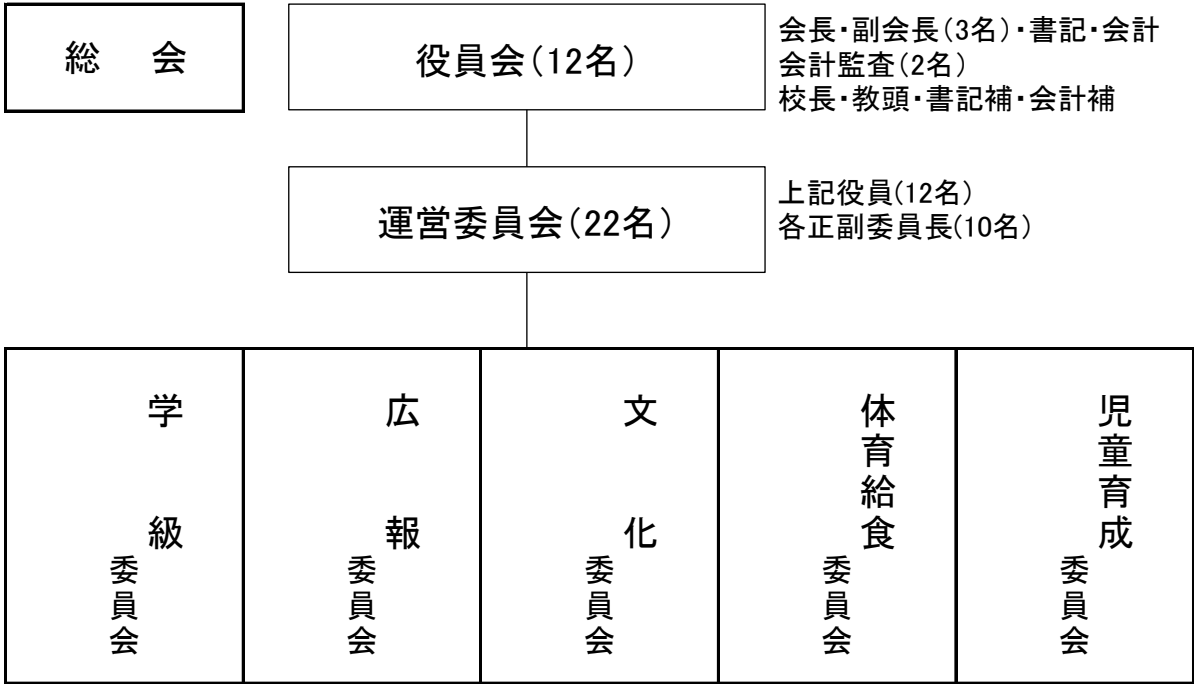 総　会
役員会(12名)
会長・副会長(3名)・書記・会計
会計監査(2名)
校長・教頭・書記補・会計補
運営委員会(22名)
上記役員(12名)
各正副委員長(10名)
学級
委員会
広報
委員会
文化
委員会
体育給食
委員会
児童育成
委員会